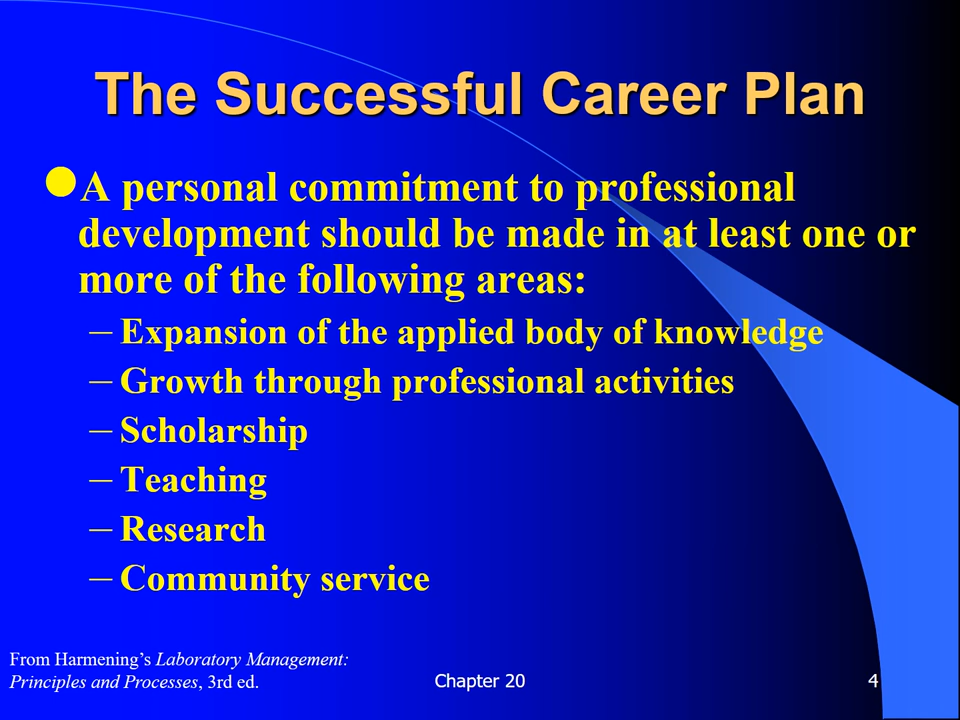 The Successful Career Plan
A personal commitment to professional
development should be made in at least one or
more of the following areas:
– Expansion of the applied body of knowledge
– Growth through professional activities
– Scholarship
– Teaching
– Research
– Community service
From Harmening’s Laboratory Management:
Principles and Processes, 3rd ed.
Chapter 20
4